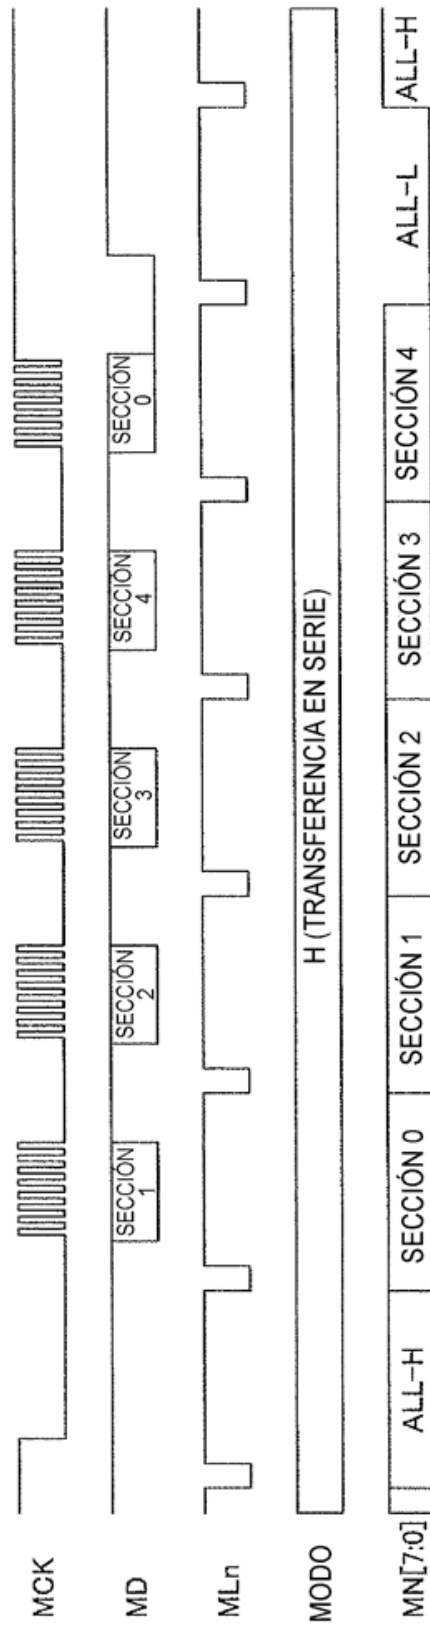 MCK
SECCIÓN
1
SECCIÓN
2
SECCIÓN
3
SECCIÓN
4
SECCIÓN
0
MD
MLn
MODO
H (TRANSFERENCIA EN SERIE)
MN[7:0]
ALL-H
SECCIÓN 0
SECCIÓN 1
SECCIÓN 2
SECCIÓN 3
SECCIÓN 4
ALL-L
ALL-H